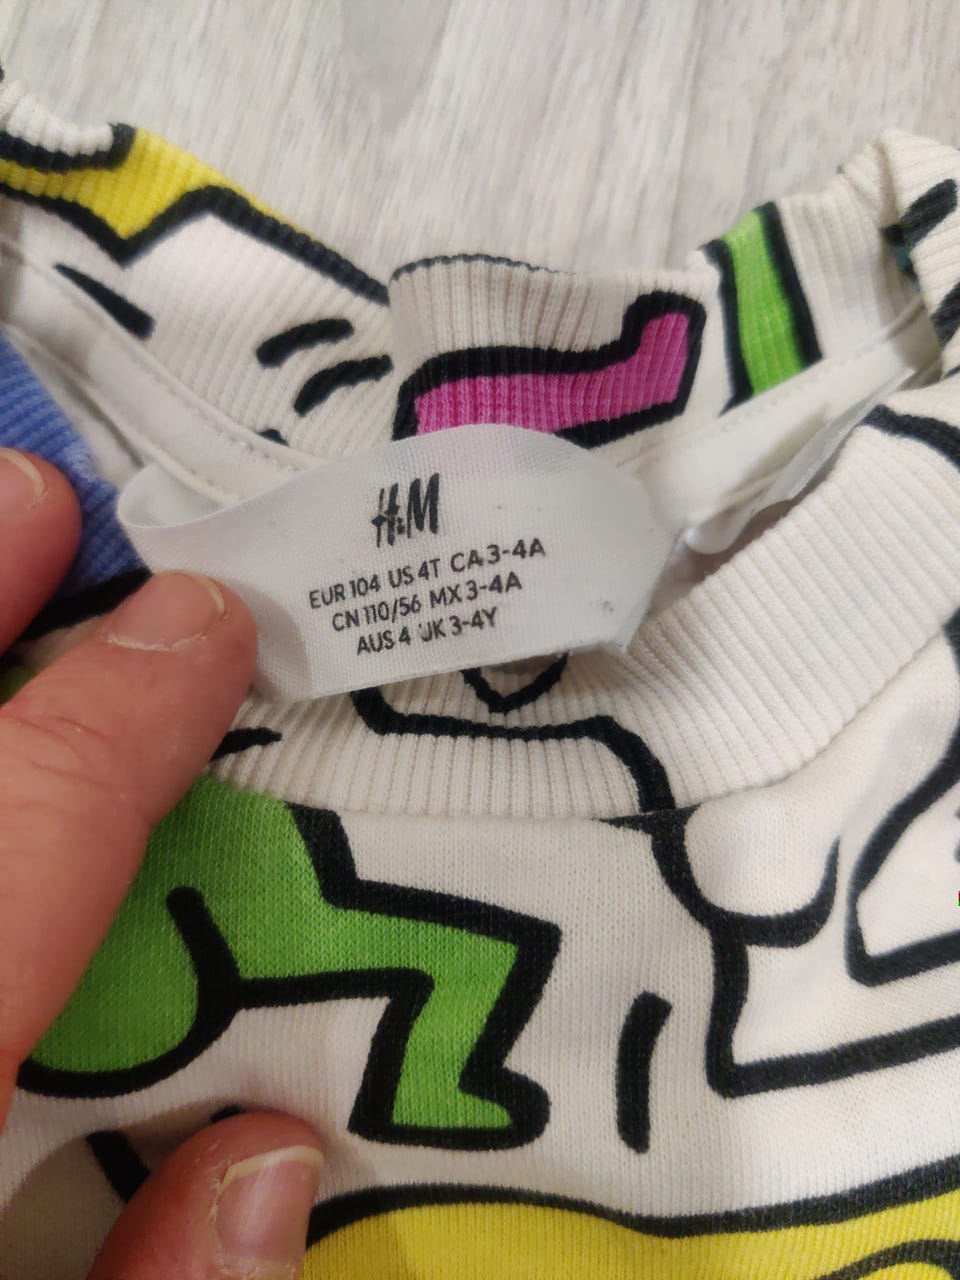 H&M
EUR 104 US 4T CA 3-4A
CN 110/56 MX 3-4A
AUS 4 UK 3-4Y